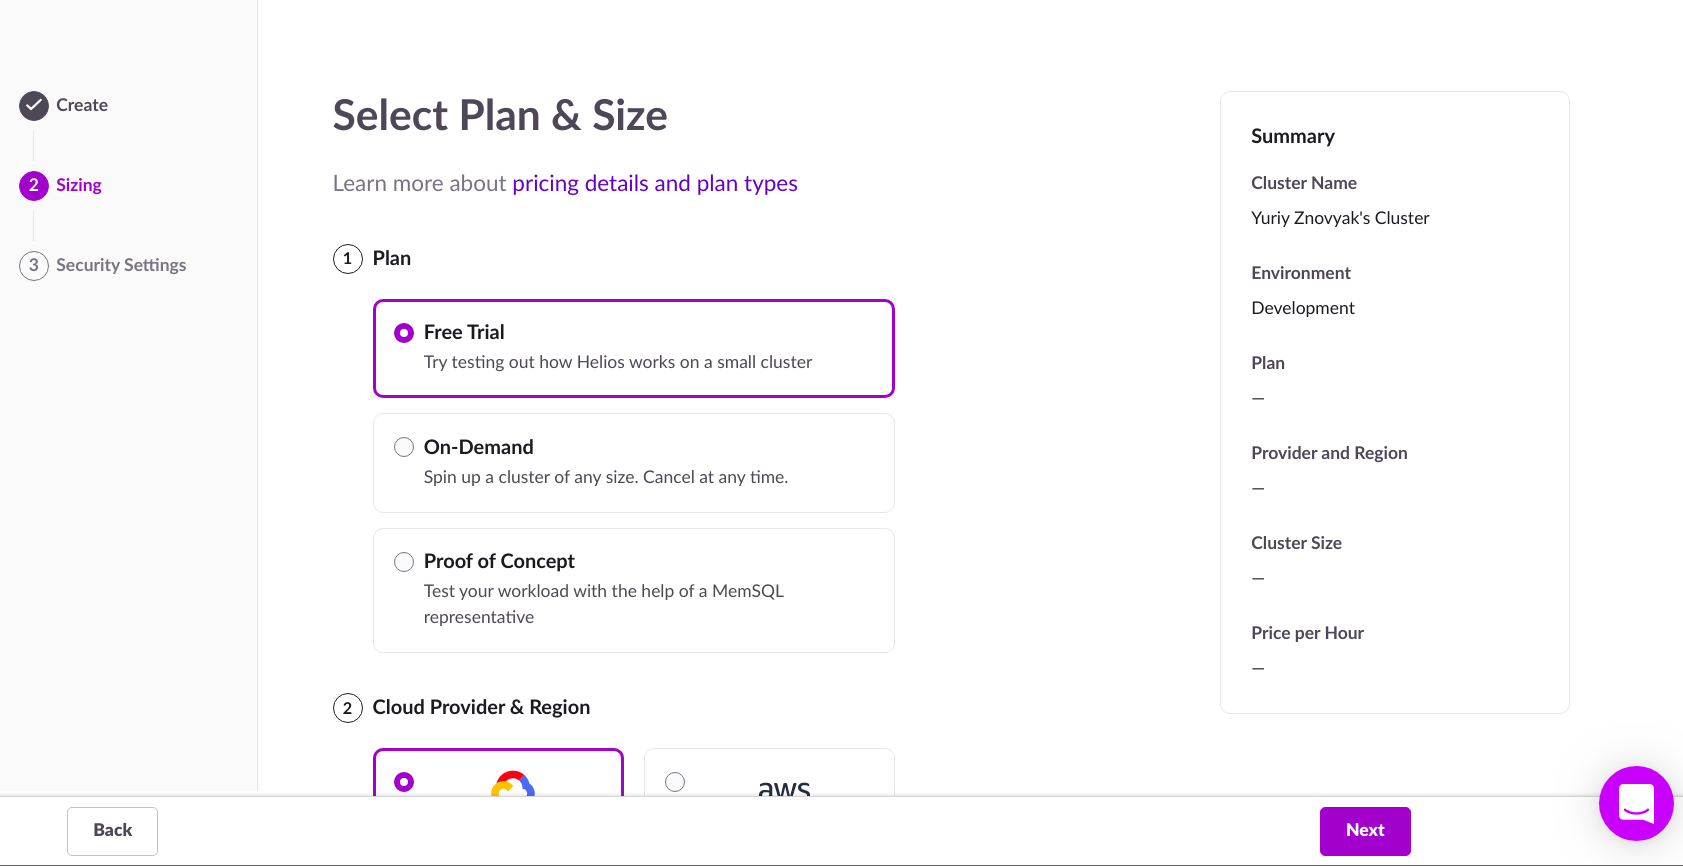 Create
2 Sizing
3 Security Settings
Select Plan & Size
Learn more about pricing details and plan types
1 Plan
Free Trial
Try testing out how Helios works on a small cluster
On-Demand
Spin up a cluster of any size. Cancel at any time.
Proof of Concept
Test your workload with the help of a MemSQL
representative
2 Cloud Provider & Region
aws
Summary
Cluster Name
Yuriy Znovyak's Cluster
Environment
Development
Plan
—
Provider and Region
—
Cluster Size
—
Price per Hour
—
Back
Next